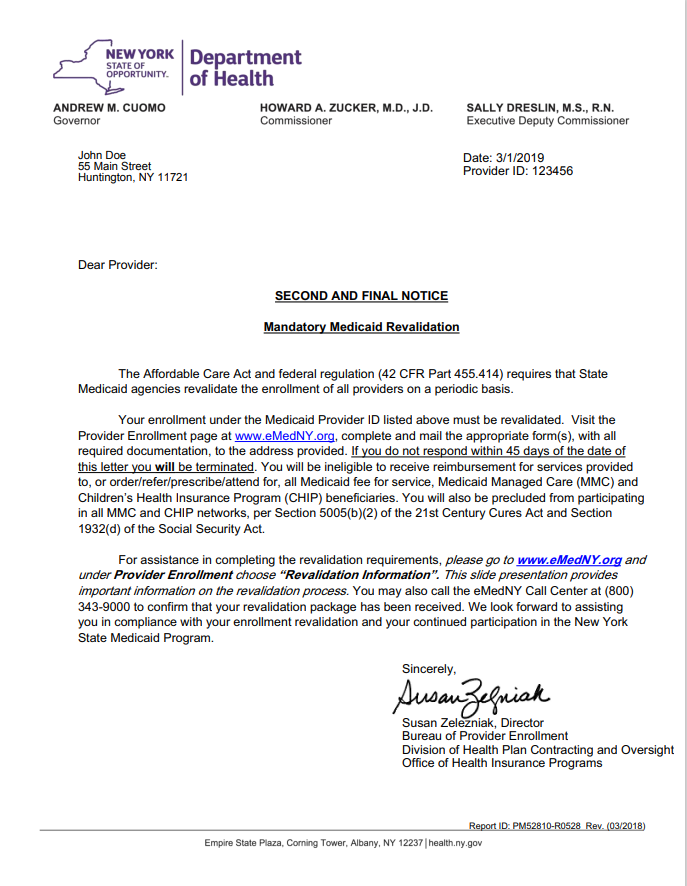 NEW YORK
STATE OF
OPPORTUNITY.
Department
of Health
ANDREW M. CUOMO
Governor
HOWARD A. ZUCKER, M.D., J.D.
Commissioner
SALLY DRESLIN, M.S., R.N.
Executive Deputy Commissioner
John Doe
55 Main Street
Huntington, NY 11721
Date: 3/1/2019
Provider ID: 123456
Dear Provider:
SECOND AND FINAL NOTICE
Mandatory Medicaid Revalidation
The Affordable Care Act and federal regulation (42 CFR Part 455.414) requires that State
Medicaid agencies revalidate the enrollment of all providers on a periodic basis.
Your enrollment under the Medicaid Provider ID listed above must be revalidated. Visit the
Provider Enrollment page at www.eMedNY.org, complete and mail the appropriate form(s), with all
required documentation, to the address provided. If you do not respond within 45 days of the date of
this letter you will be terminated. You will be ineligible to receive reimbursement for services provided
to, or order/refer/prescribe/attend for, all Medicaid fee for service, Medicaid Managed Care (MMC) and
Children's Health Insurance Program (CHIP) beneficiaries. You will also be precluded from participating
in all MMC and CHIP networks, per Section 5005(b)(2) of the 21st Century Cures Act and Section
1932(d) of the Social Security Act.
For assistance in completing the revalidation requirements, please go to www.eMedNY.org and
under Provider Enrollment choose “Revalidation Information”. This slide presentation provides
important information on the revalidation process. You may also call the eMedNY Call Center at (800)
343-9000 to confirm that your revalidation package has been received. We look forward to assisting
you in compliance with your enrollment revalidation and your continued participation in the New York
State Medicaid Program.
Sincerely,
Susan Zelezniak
Susan Zelezniak, Director
Bureau of Provider Enrollment
Division of Health Plan Contracting and Oversight
Office of Health Insurance Programs
Report ID: PM52810-R0528 Rev. (03/2018)
Empire State Plaza, Corning Tower, Albany, NY 12237│health.ny.gov